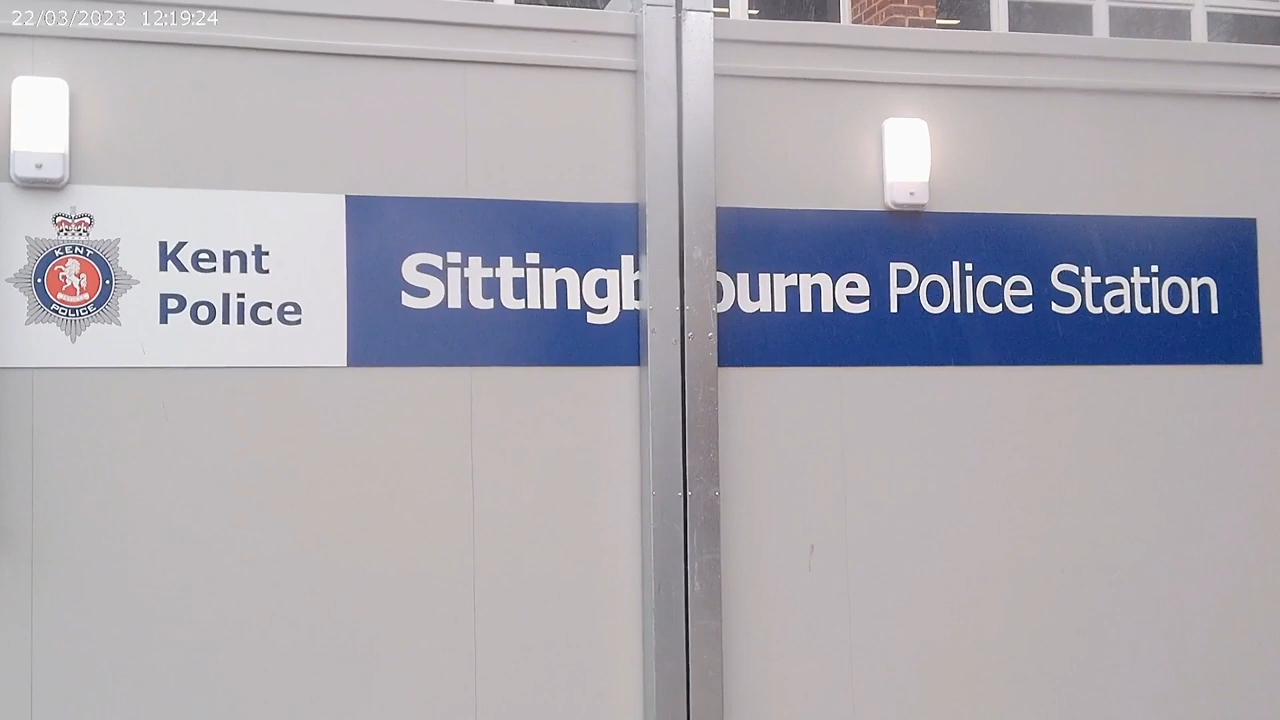 22/03/2023 12:19:24
KENT
POLICE
Kent
Police
Sittingbourne Police Station